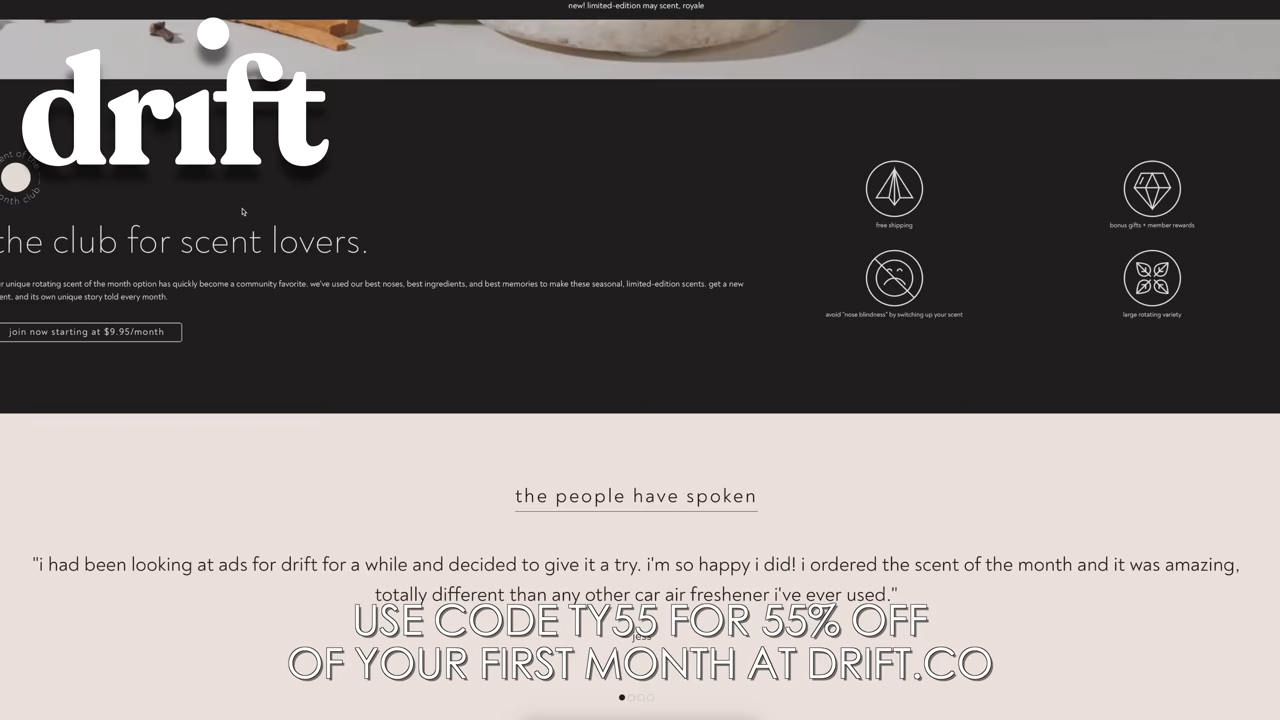 new! limited-edition may scent, royale
drift
ent of the
onth club
the club for scent lovers.
r unique rotating scent of the month option has quickly become a community favorite. we've used our best noses, best ingredients, and best memories to make these seasonal, limited-edition scents. get a new
ent, and its own unique story told every month.
join now starting at $9.95/month
free shipping
bonus gifts + member rewards
avoid "nose blindness" by switching up your scent
large rotating variety
the people have spoken
"i had been looking at ads for drift for a while and decided to give it a try. i'm so happy i did! i ordered the scent of the month and it was amazing,
totally different than any other car air freshener i've ever used."
jess
USE CODE TY55 FOR 55% OFF
OF YOUR FIRST MONTH AT DRIFT.CO